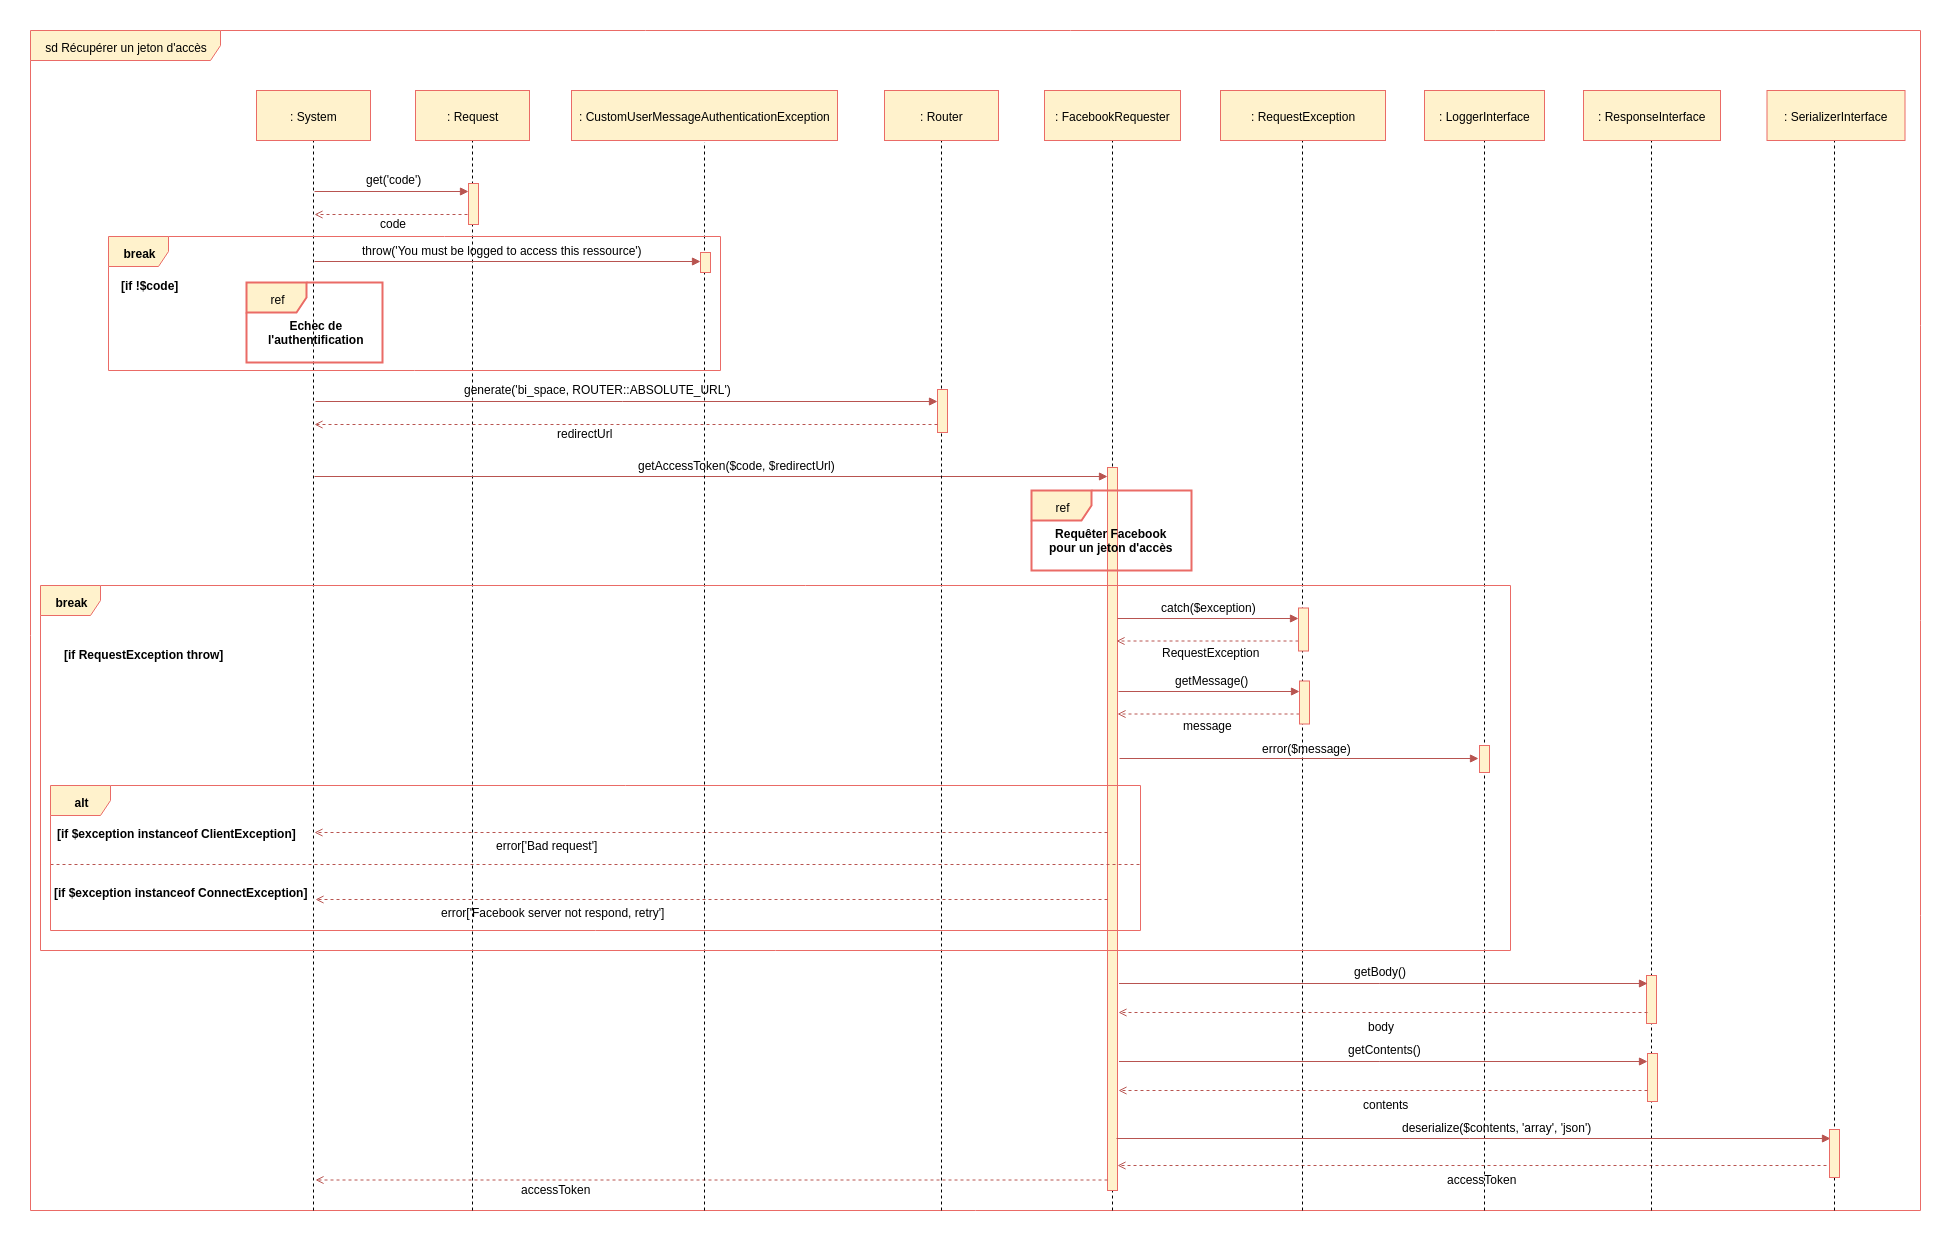 sd Récupérer un jeton d'accès
: System
: Request
: CustomUserMessageAuthenticationException
: Router
: FacebookRequester
: RequestException
: LoggerInterface
: ResponseInterface
: SerializerInterface
get('code')
code
break
throw('You must be logged to access this ressource')
[if !$code]
ref
Echec de
l'authentification
generate('bi_space, ROUTER::ABSOLUTE_URL')
redirectUrl
getAccessToken($code, $redirectUrl)
ref
Requêter Facebook
pour un jeton d'accès
break
catch($exception)
[if RequestException throw]
RequestException
getMessage()
message
error($message)
alt
[if $exception instanceof ClientException]
error['Bad request']
[if $exception instanceof ConnectException]
error['Facebook server not respond, retry']
getBody()
body
getContents()
contents
deserialize($contents, 'array', 'json')
accessToken
accessToken